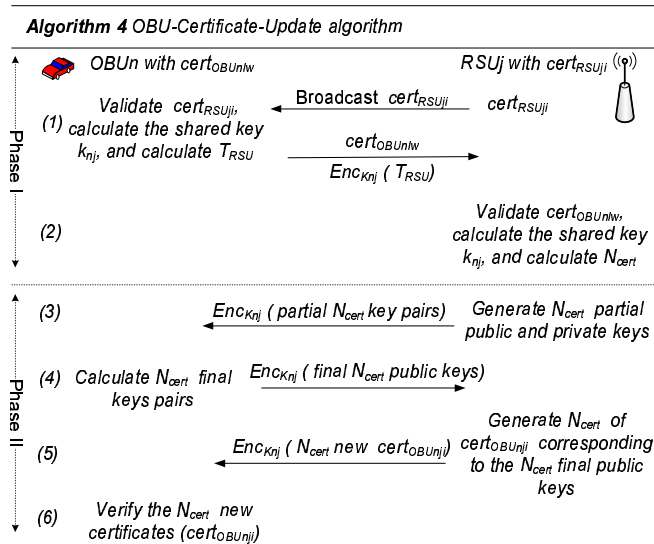 Algorithm 4 OBU-Certificate-Update algorithm
OBUn with certOBUnlw
RSUj with certRSUji
Phase I
(1)
Validate certRSUji,
calculate the shared key
knj, and calculate TRSU
Broadcast certRSUji
certRSUji
certOBUnlw
EncKnj ( TRSU)
(2)
Validate certOBUnlw,
calculate the shared key
knj, and calculate Ncert
Phase II
(3)
EncKnj ( partial Ncert key pairs)
Generate Ncert partial
public and private keys
(4)
Calculate Ncert final
keys pairs
EncKnj ( final Ncert public keys)
(5)
EncKnj ( Ncert new certOBUnji)
Generate Ncert of
certOBUnji corresponding
to the Ncert final public
keys
(6)
Verify the Ncert new
certificates (certOBUnji)